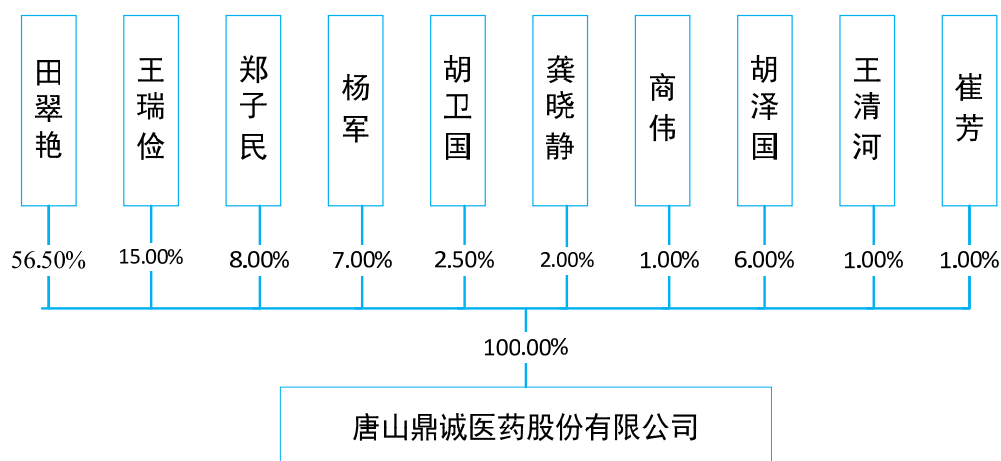 田翠艳
王瑞俭
郑子民
杨军
胡卫国
龚晓静
商伟
胡泽国
王清河
崔芳
56.50%
15.00%
8.00%
7.00%
2.50%
2.00%
1.00%
6.00%
1.00%
1.00%
100.00%
唐山鼎诚医药股份有限公司